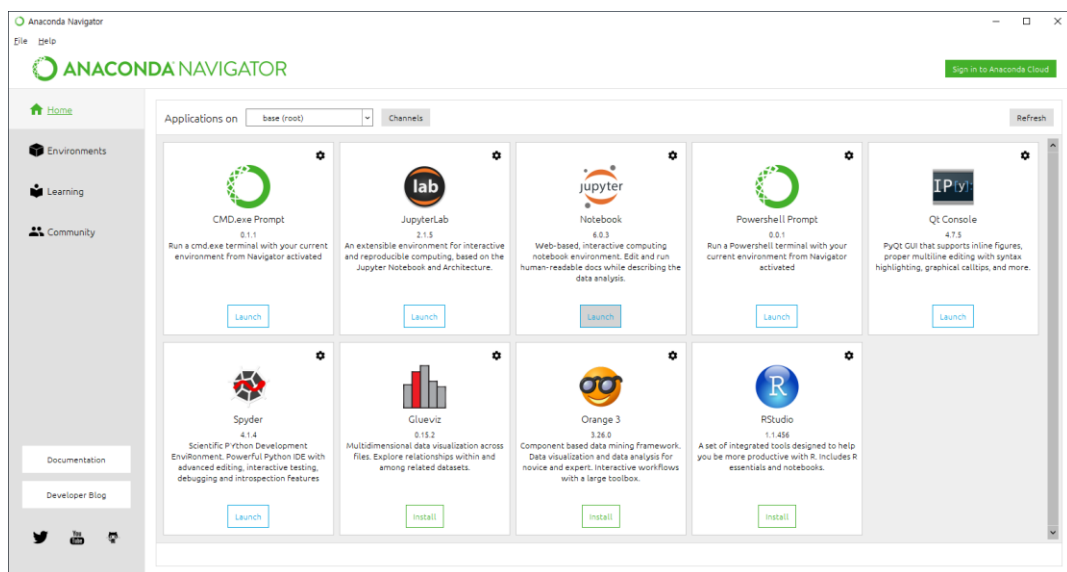 Anaconda Navigator
File Help
ANACONDA NAVIGATOR
Sign in to Anaconda Cloud
Home
Environments
Learning
Community
Documentation
Developer Blog
You
Tube
Applications on base (root) Channels Refresh
CMD.exe Prompt
0.1.1
Run a cmd.exe terminal with your current
environment from Navigator activated
Launch
lab
JupyterLab
2.1.5
An extensible environment for interactive
and reproducible computing, based on the
Jupyter Notebook and Architecture.
Launch
jupyter
Notebook
6.0.3
Web-based, interactive computing
notebook environment. Edit and run
human-readable docs while describing the
data analysis.
Launch
Powershell Prompt
0.0.1
Run a Powershell terminal with your
current environment from Navigator
activated
Launch
IP[y]:
Qt Console
4.7.5
PyQt GUI that supports inline figures,
proper multiline editing with syntax
highlighting, graphical calltips, and more.
Launch
Spyder
4.1.4
Scientific PYthon Development
EnviRonment. Powerful Python IDE with
advanced editing, interactive testing,
debugging and introspection features
Launch
Glueviz
0.15.2
Multidimensional data visualization across
files. Explore relationships within and
among related datasets.
Install
Orange 3
3.26.0
Component based data mining framework.
Data visualization and data analysis for
novice and expert. Interactive workflows
with a large toolbox.
Install
R
RStudio
1.1.456
A set of integrated tools designed to help
you be more productive with R. Includes R
essentials and notebooks.
Install